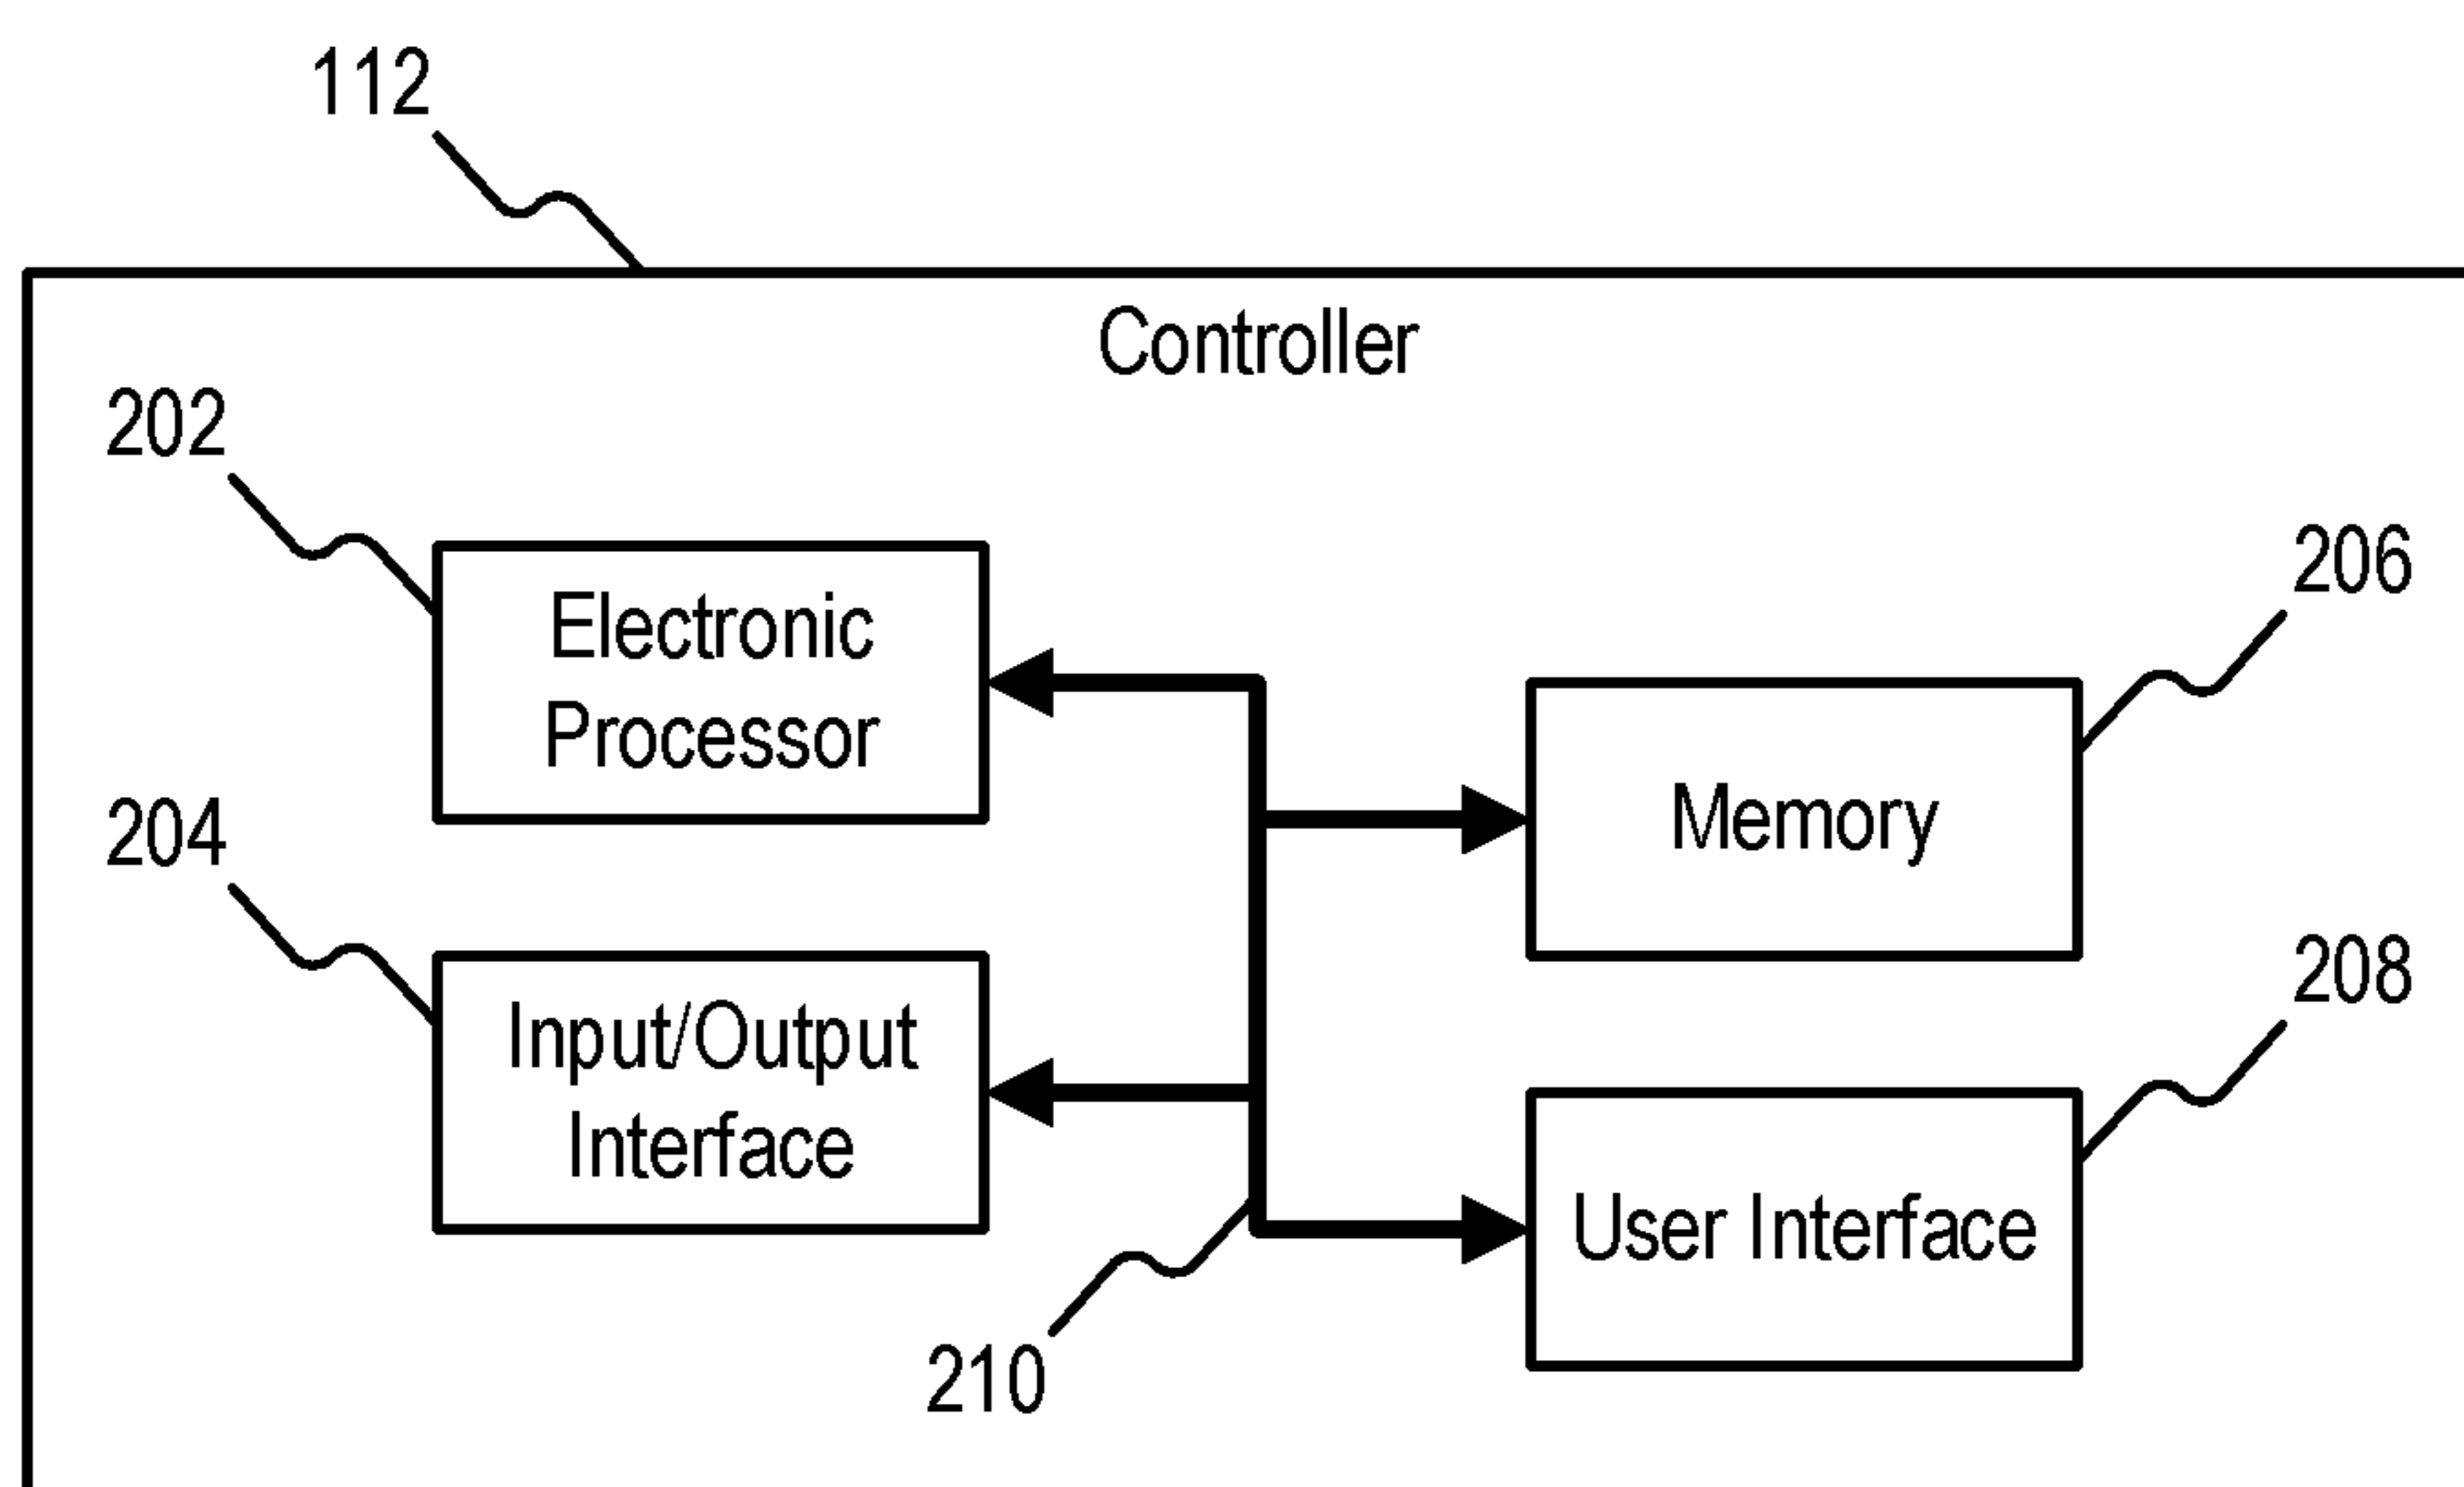 112
Controller
202
Electronic
Processor
206
Memory
204
Input/Output
Interface
208
User Interface
210